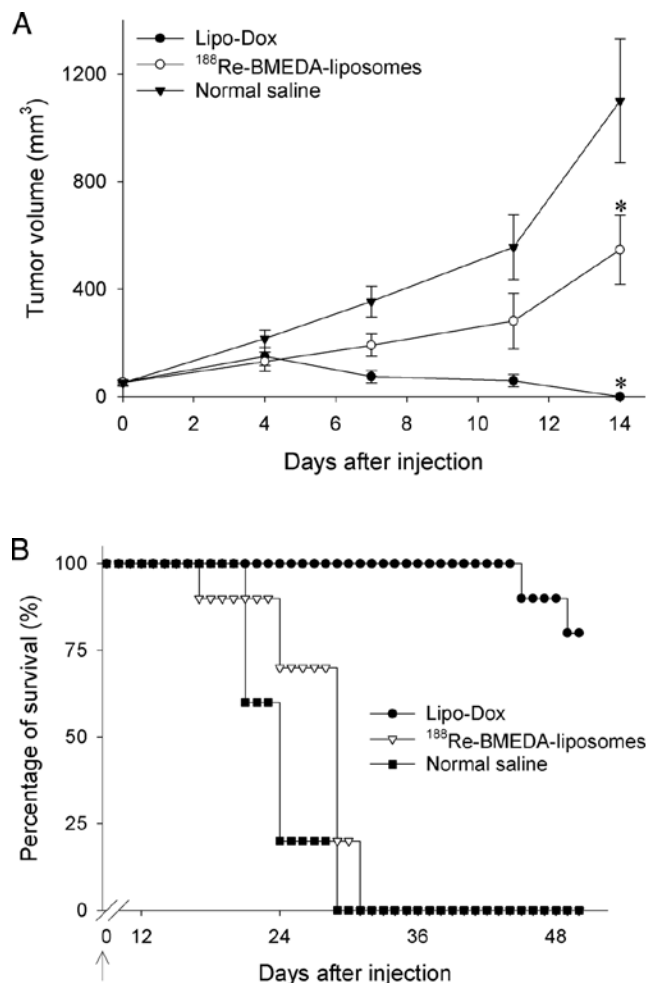 A
Lipo-Dox
¹⁸⁸Re-BMEDA-liposomes
Normal saline
Tumor volume (mm³)
1200
800
400
0
*
*
0 2 4 6 8 10 12 14
Days after injection
B
Percentage of survival (%)
100
75
50
25
0
Lipo-Dox
¹⁸⁸Re-BMEDA-liposomes
Normal saline
0 12 24 36 48
Days after injection